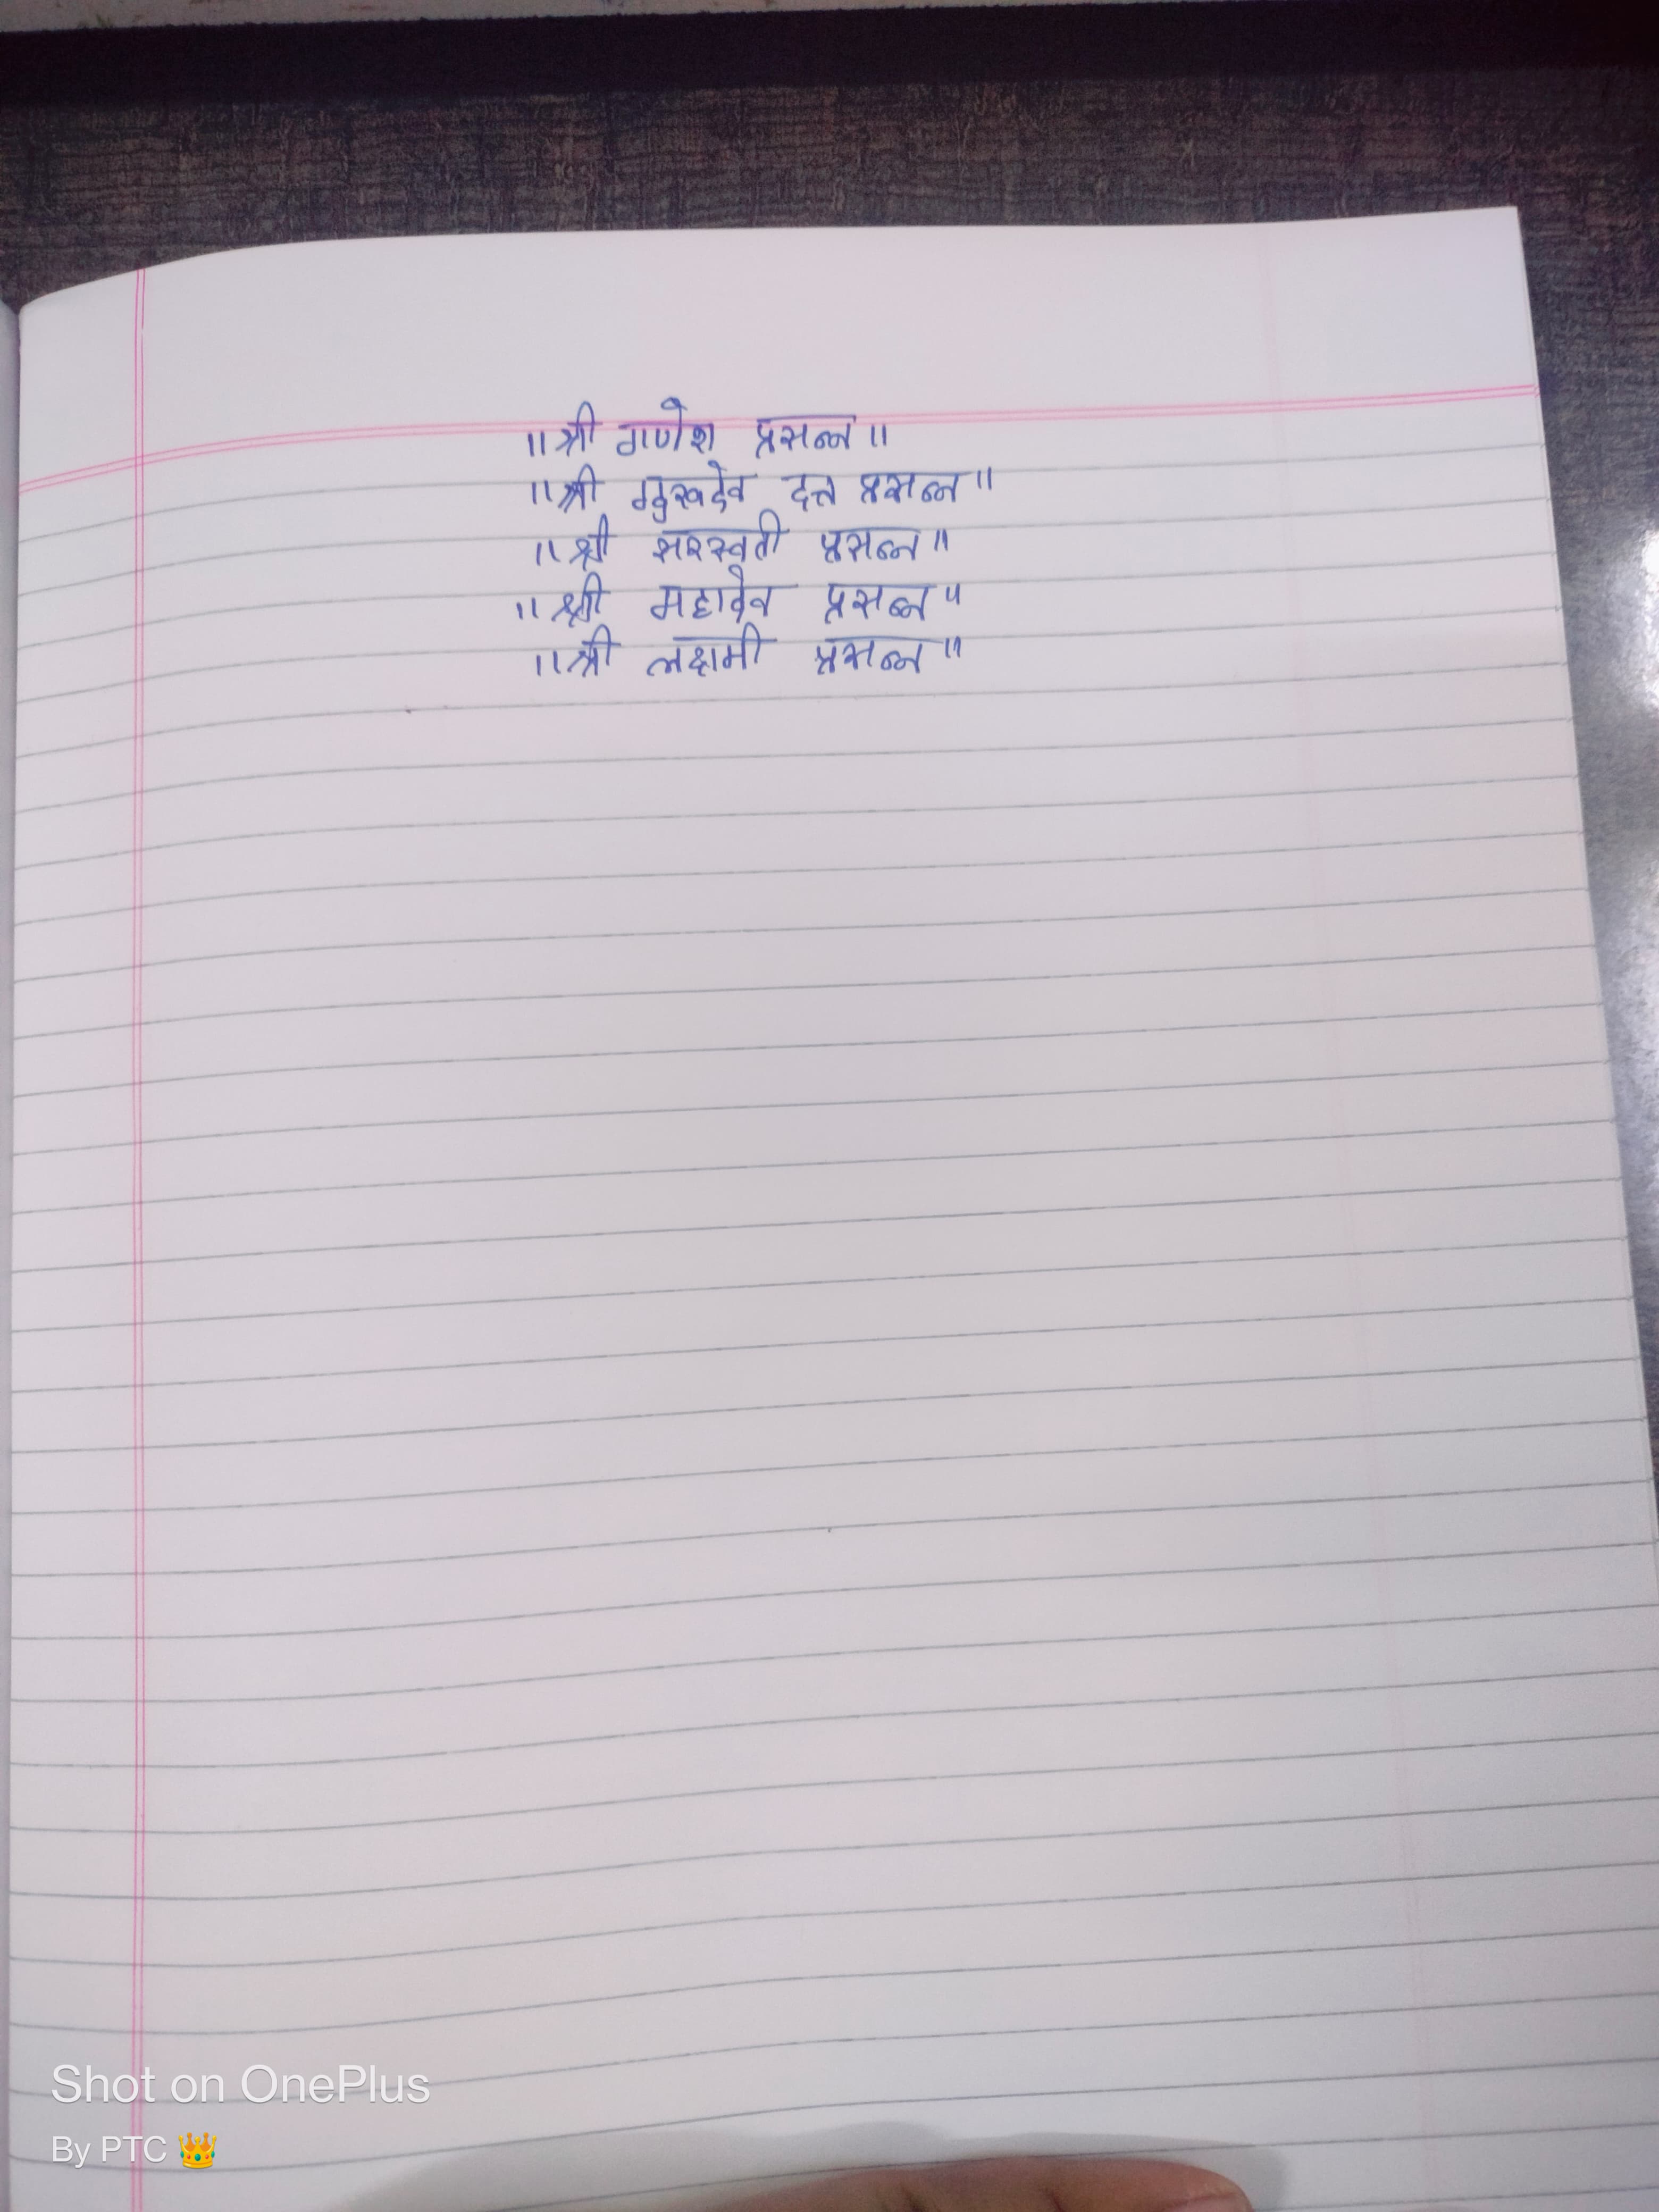 ॥ श्री गणेश प्रसन्न ॥
॥ श्री गुरुदेव दत्त प्रसन्न ॥
॥ श्री सरस्वती प्रसन्न ॥
॥ श्री महादेव प्रसन्न ॥
॥ श्री लक्षमी प्रसन्न ॥
Shot on OnePlus
By PTC 👑